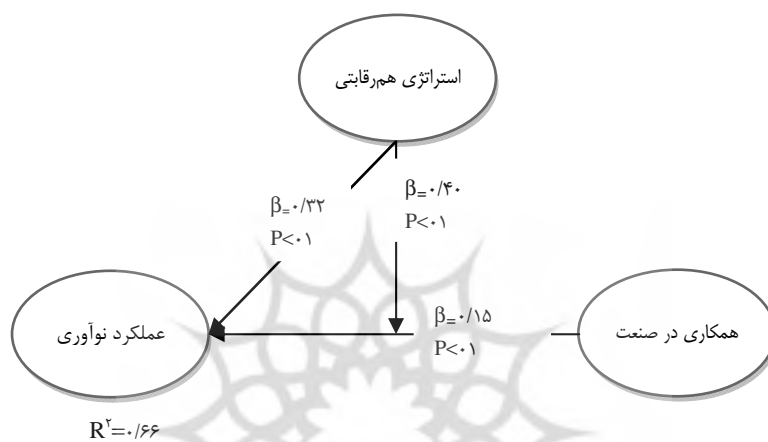 استراتژی هم‌رقابتی
β=۰/۳۲
P<۰۱
β=۰/۴۰
P<۰۱
عملکرد نوآوری
β=۰/۱۵
P<۰۱
همکاری در صنعت
R²=۰/۶۶